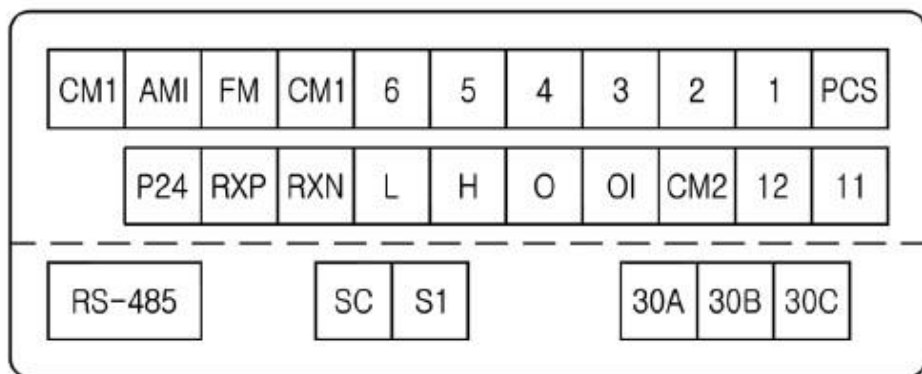 CM1 AMI FM CM1 6 5 4 3 2 1 PCS
P24 RXP RXN L H O OI CM2 12 11
RS-485 SC S1 30A 30B 30C